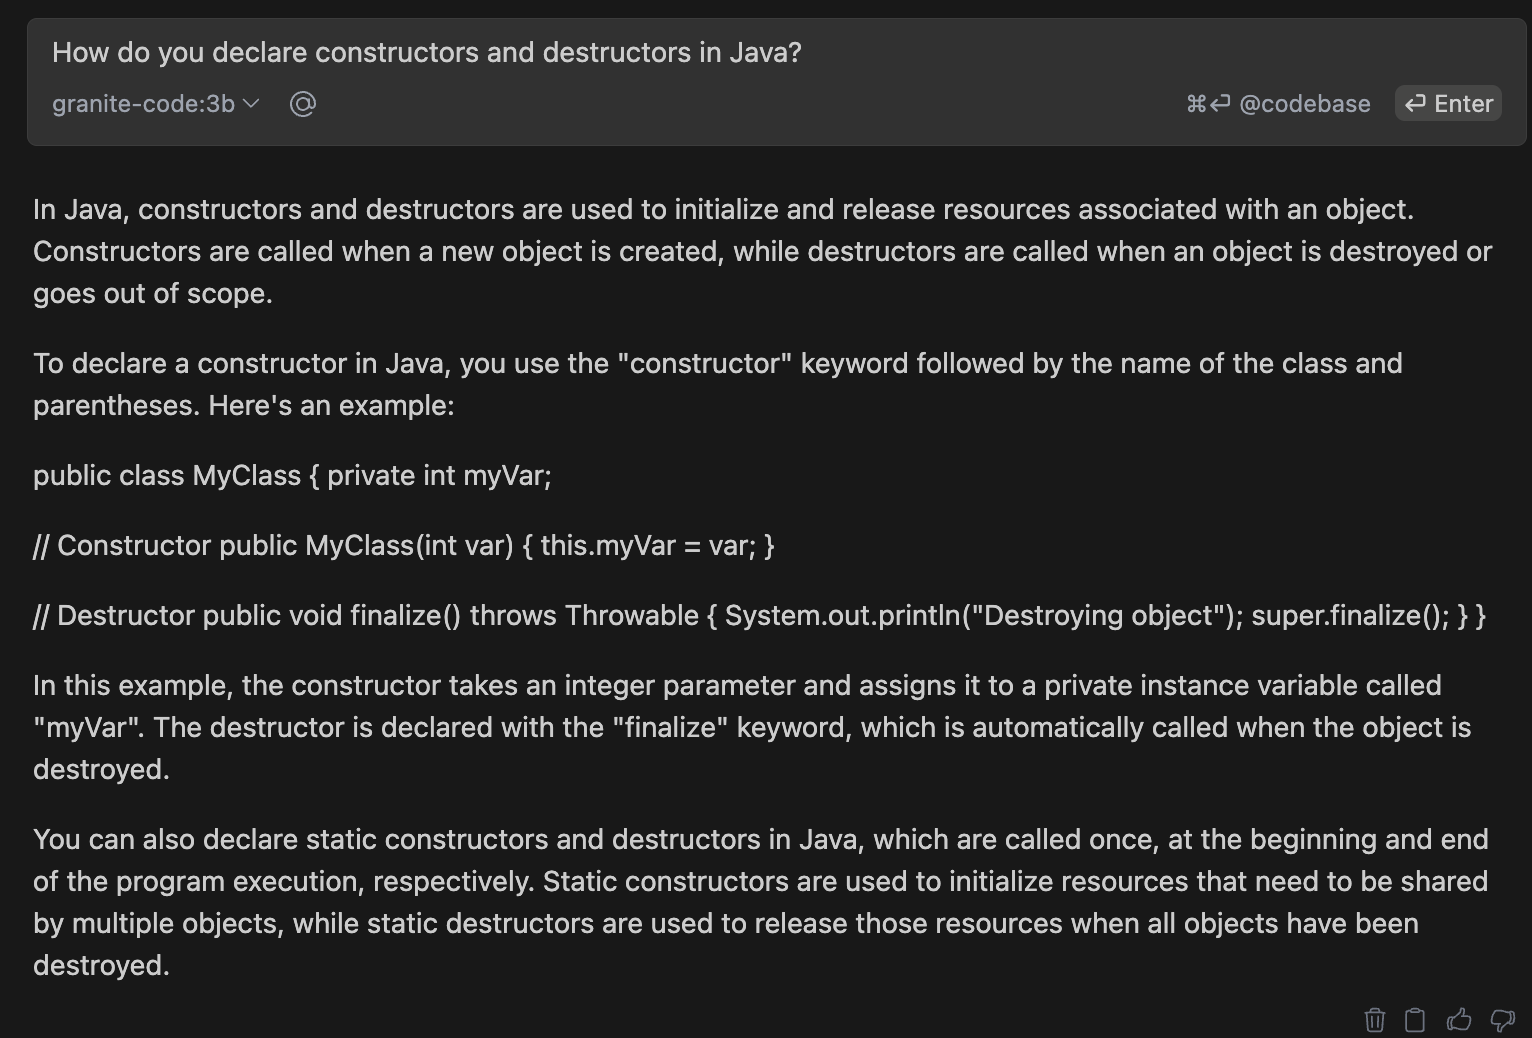 How do you declare constructors and destructors in Java?
granite-code:3b @ ⌘⏎ @codebase ⏎ Enter
In Java, constructors and destructors are used to initialize and release resources associated with an object.
Constructors are called when a new object is created, while destructors are called when an object is destroyed or
goes out of scope.
To declare a constructor in Java, you use the "constructor" keyword followed by the name of the class and
parentheses. Here's an example:
public class MyClass { private int myVar;
// Constructor public MyClass(int var) { this.myVar = var; }
// Destructor public void finalize() throws Throwable { System.out.println("Destroying object"); super.finalize(); } }
In this example, the constructor takes an integer parameter and assigns it to a private instance variable called
"myVar". The destructor is declared with the "finalize" keyword, which is automatically called when the object is
destroyed.
You can also declare static constructors and destructors in Java, which are called once, at the beginning and end
of the program execution, respectively. Static constructors are used to initialize resources that need to be shared
by multiple objects, while static destructors are used to release those resources when all objects have been
destroyed.